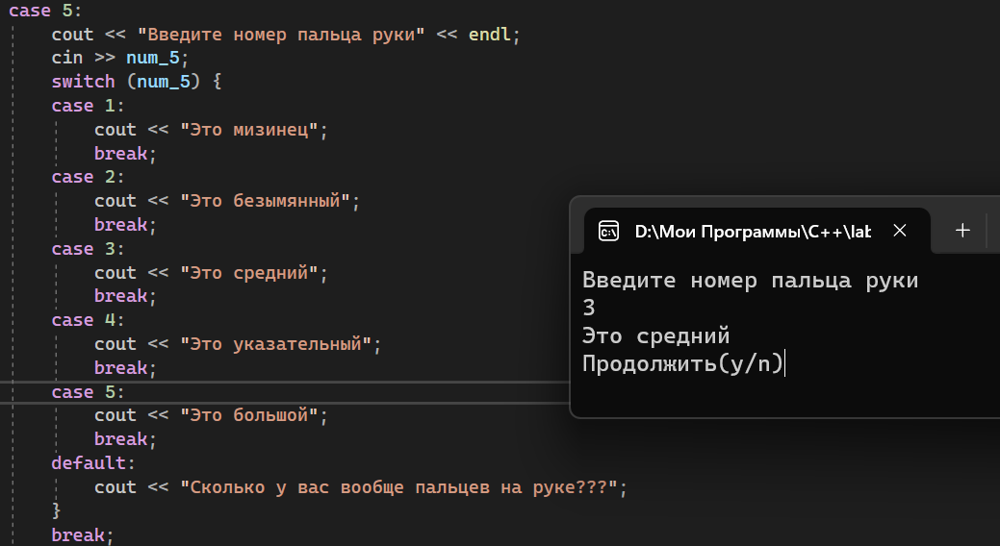 case 5:
cout << "Введите номер пальца руки" << endl;
cin >> num_5;
switch (num_5) {
case 1:
cout << "Это мизинец";
break;
case 2:
cout << "Это безымянный";
break;
case 3:
cout << "Это средний";
break;
case 4:
cout << "Это указательный";
break;
case 5:
cout << "Это большой";
break;
default:
cout << "Сколько у вас вообще пальцев на руке???";
}
break;
D:\Мои Программы\C++\lab
Введите номер пальца руки
3
Это средний
Продолжить(y/n)